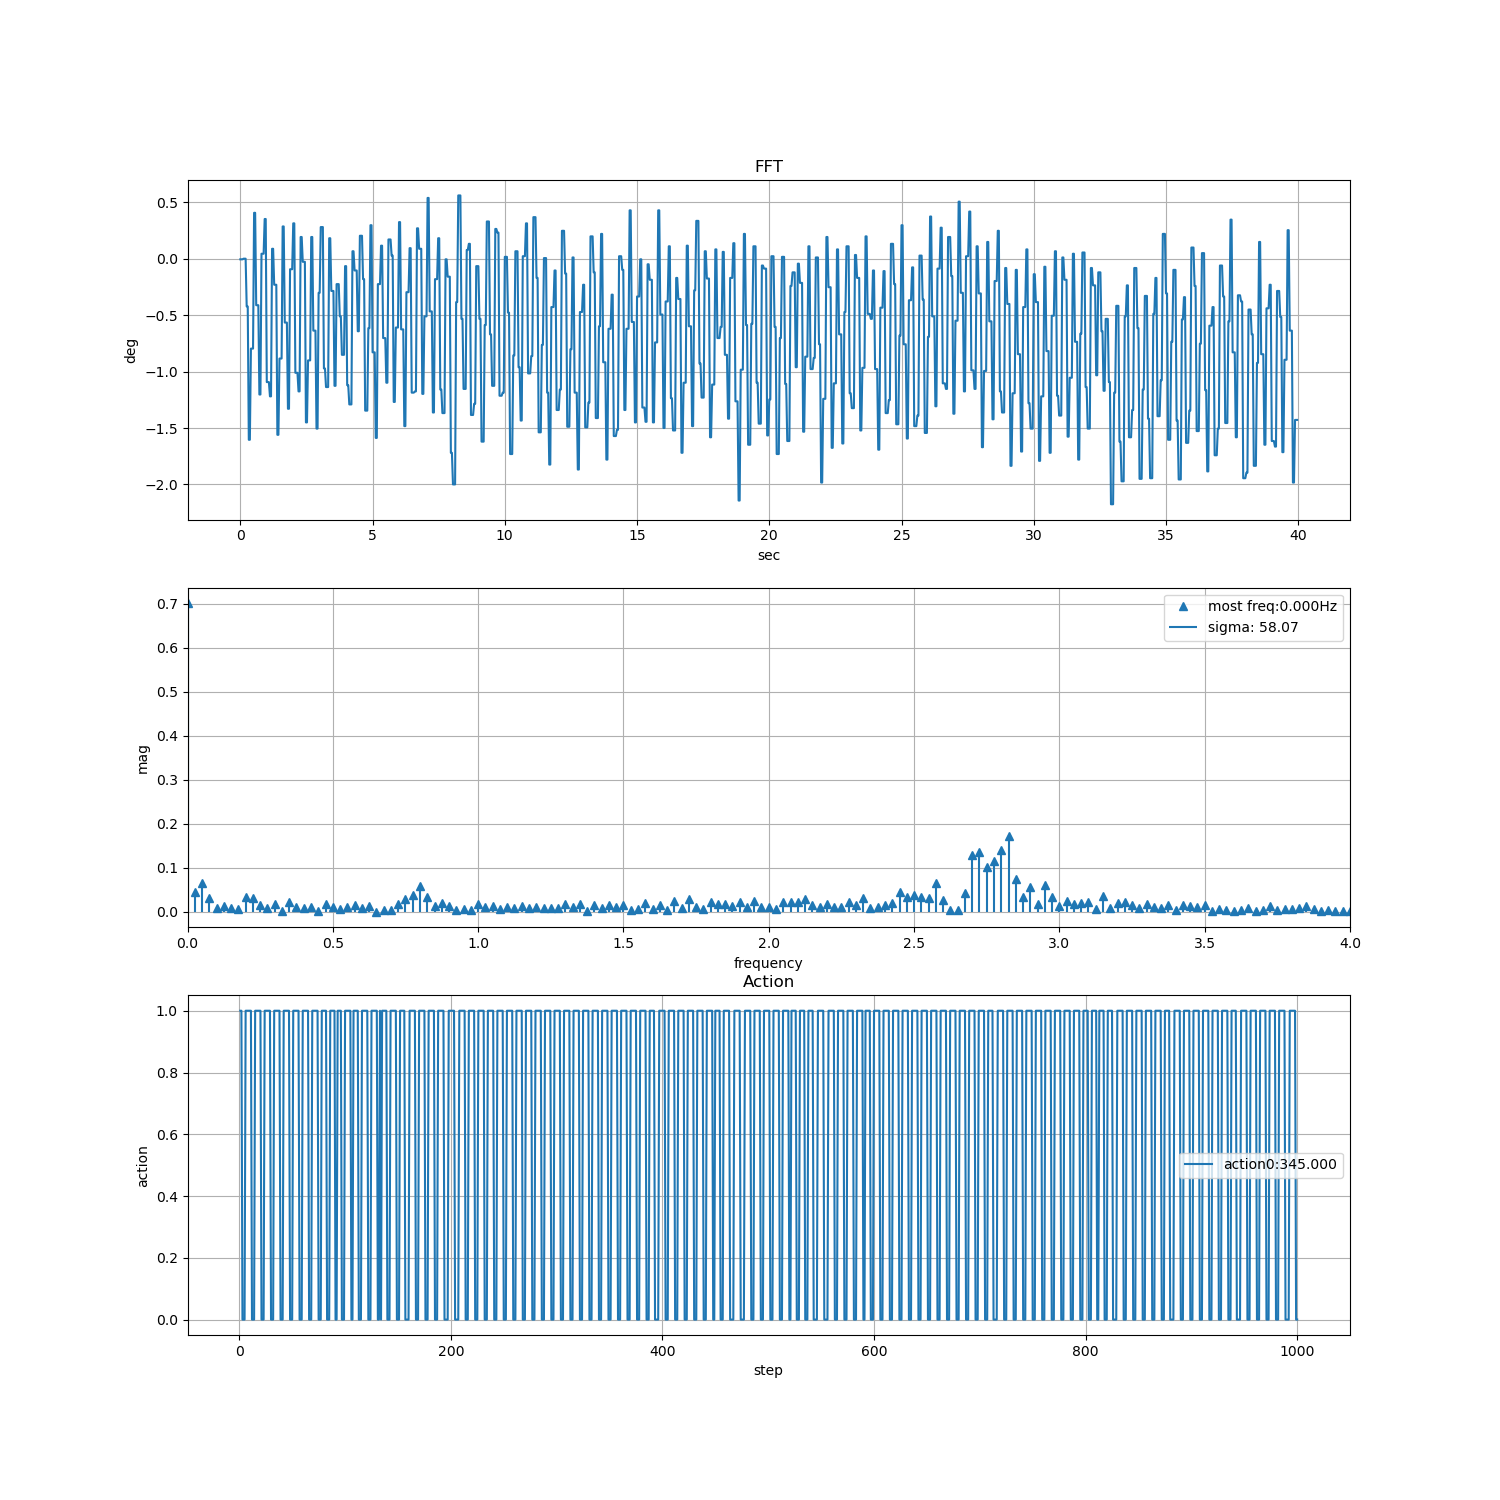 FFT
0.5
0.0
−0.5
−1.0
−1.5
−2.0
deg
0 5 10 15 20 25 30 35 40
sec
0.7
0.6
0.5
0.4
0.3
0.2
0.1
0.0
mag
most freq:0.000Hz
sigma: 58.07
0.0 0.5 1.0 1.5 2.0 2.5 3.0 3.5 4.0
frequency
Action
1.0
0.8
0.6
0.4
0.2
0.0
action
action0:345.000
0 200 400 600 800 1000
step